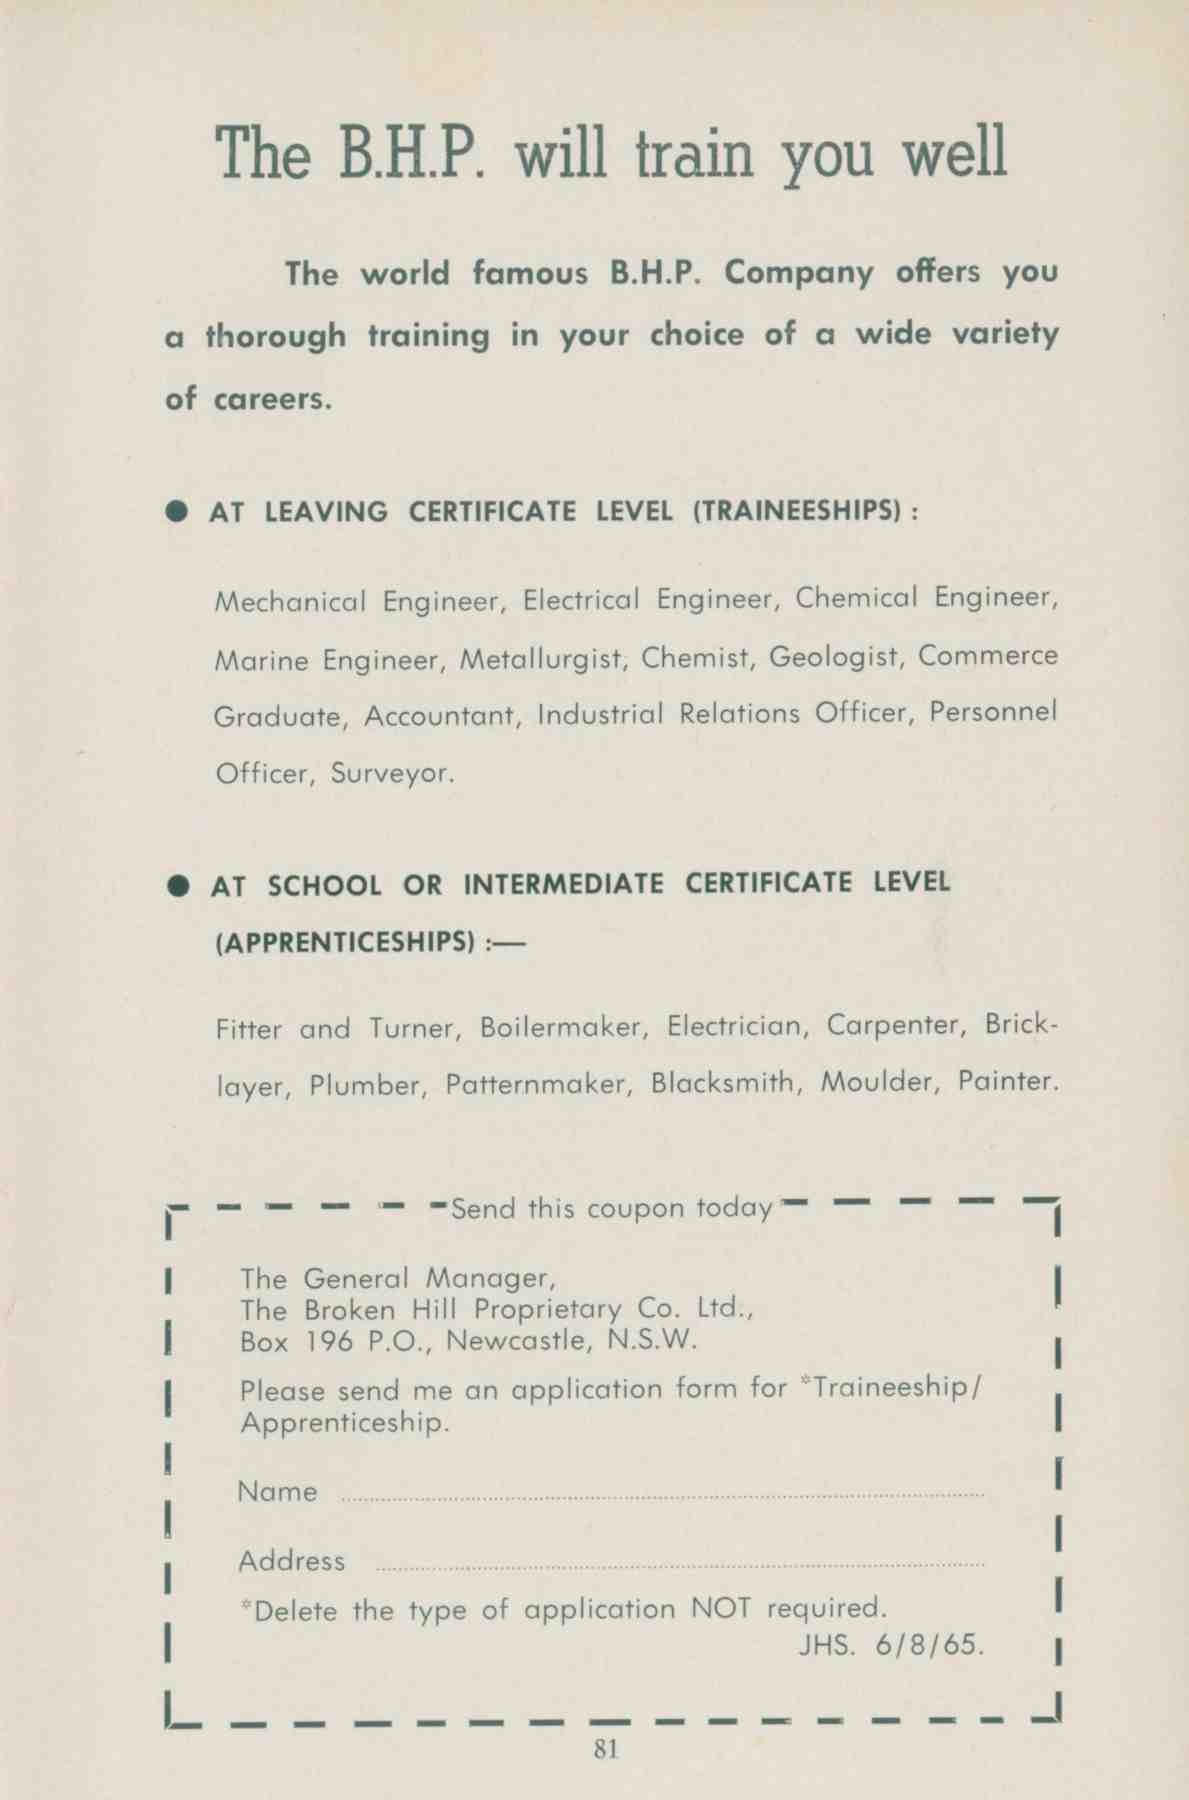 The B.H.P. will train you well
The world famous B.H.P. Company offers you
a thorough training in your choice of a wide variety
of careers.
● AT LEAVING CERTIFICATE LEVEL (TRAINEESHIPS) :
Mechanical Engineer, Electrical Engineer, Chemical Engineer,
Marine Engineer, Metallurgist, Chemist, Geologist, Commerce
Graduate, Accountant, Industrial Relations Officer, Personnel
Officer, Surveyor.
● AT SCHOOL OR INTERMEDIATE CERTIFICATE LEVEL
(APPRENTICESHIPS) :—
Fitter and Turner, Boilermaker, Electrician, Carpenter, Brick-
layer, Plumber, Patternmaker, Blacksmith, Moulder, Painter.
Send this coupon today
The General Manager,
The Broken Hill Proprietary Co. Ltd.,
Box 196 P.O., Newcastle, N.S.W.
Please send me an application form for *Traineeship/
Apprenticeship.
Name
Address
*Delete the type of application NOT required.
JHS. 6/8/65.
81